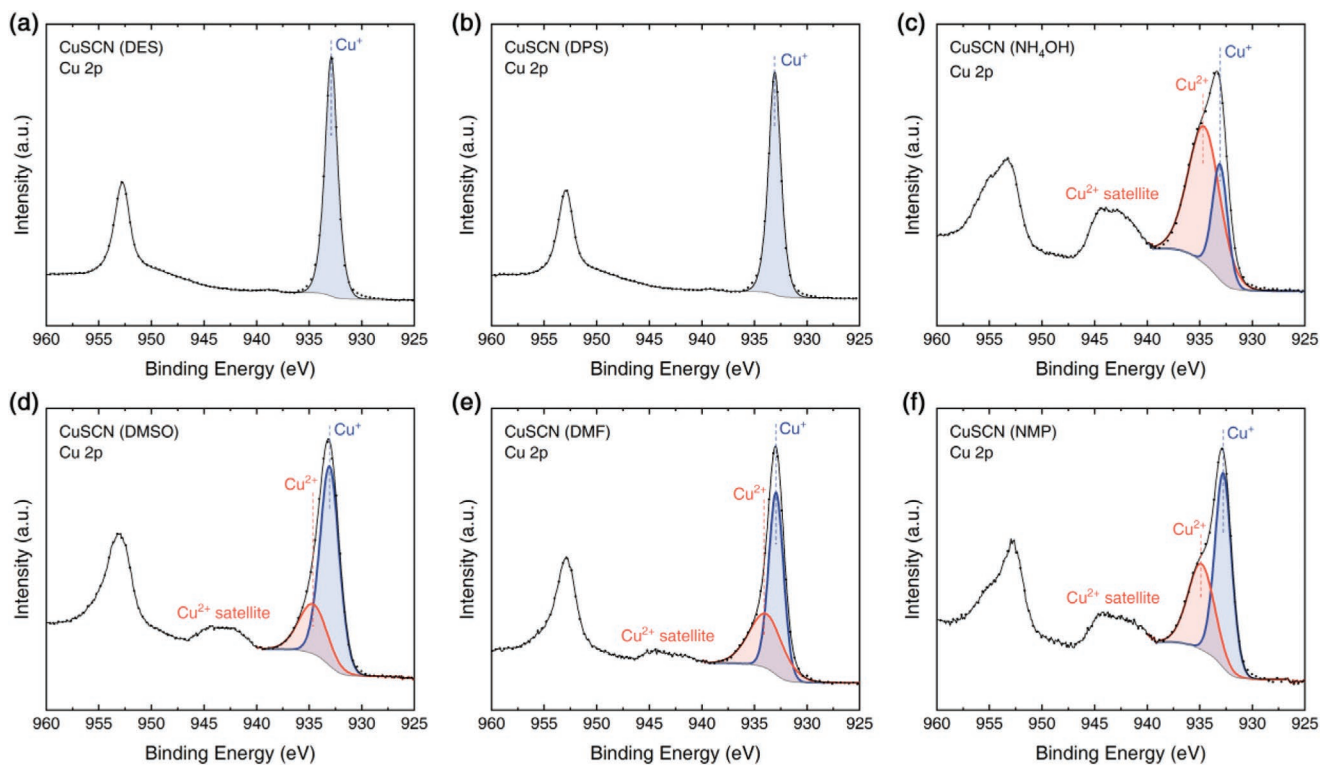 (a)
CuSCN (DES)
Cu 2p
Cu⁺
Intensity (a.u.)
960 955 950 945 940 935 930 925
Binding Energy (eV)
(b)
CuSCN (DPS)
Cu 2p
Cu⁺
Intensity (a.u.)
960 955 950 945 940 935 930 925
Binding Energy (eV)
(c)
CuSCN (NH₄OH)
Cu 2p
Cu⁺
Cu²⁺
Cu²⁺ satellite
Intensity (a.u.)
960 955 950 945 940 935 930 925
Binding Energy (eV)
(d)
CuSCN (DMSO)
Cu 2p
Cu⁺
Cu²⁺
Cu²⁺ satellite
Intensity (a.u.)
960 955 950 945 940 935 930 925
Binding Energy (eV)
(e)
CuSCN (DMF)
Cu 2p
Cu⁺
Cu²⁺
Cu²⁺ satellite
Intensity (a.u.)
960 955 950 945 940 935 930 925
Binding Energy (eV)
(f)
CuSCN (NMP)
Cu 2p
Cu⁺
Cu²⁺
Cu²⁺ satellite
Intensity (a.u.)
960 955 950 945 940 935 930 925
Binding Energy (eV)